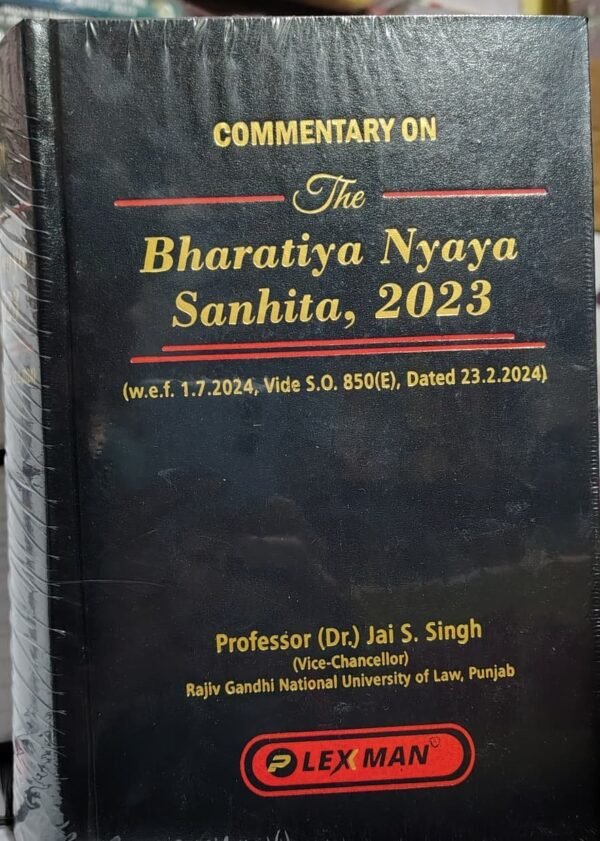 COMMENTARY ON
The
Bharatiya Nyaya
Sanhita, 2023
(w.e.f. 1.7.2024, Vide S.O. 850(E), Dated 23.2.2024)
Professor (Dr.) Jai S. Singh
(Vice-Chancellor)
Rajiv Gandhi National University of Law, Punjab
LEXMAN